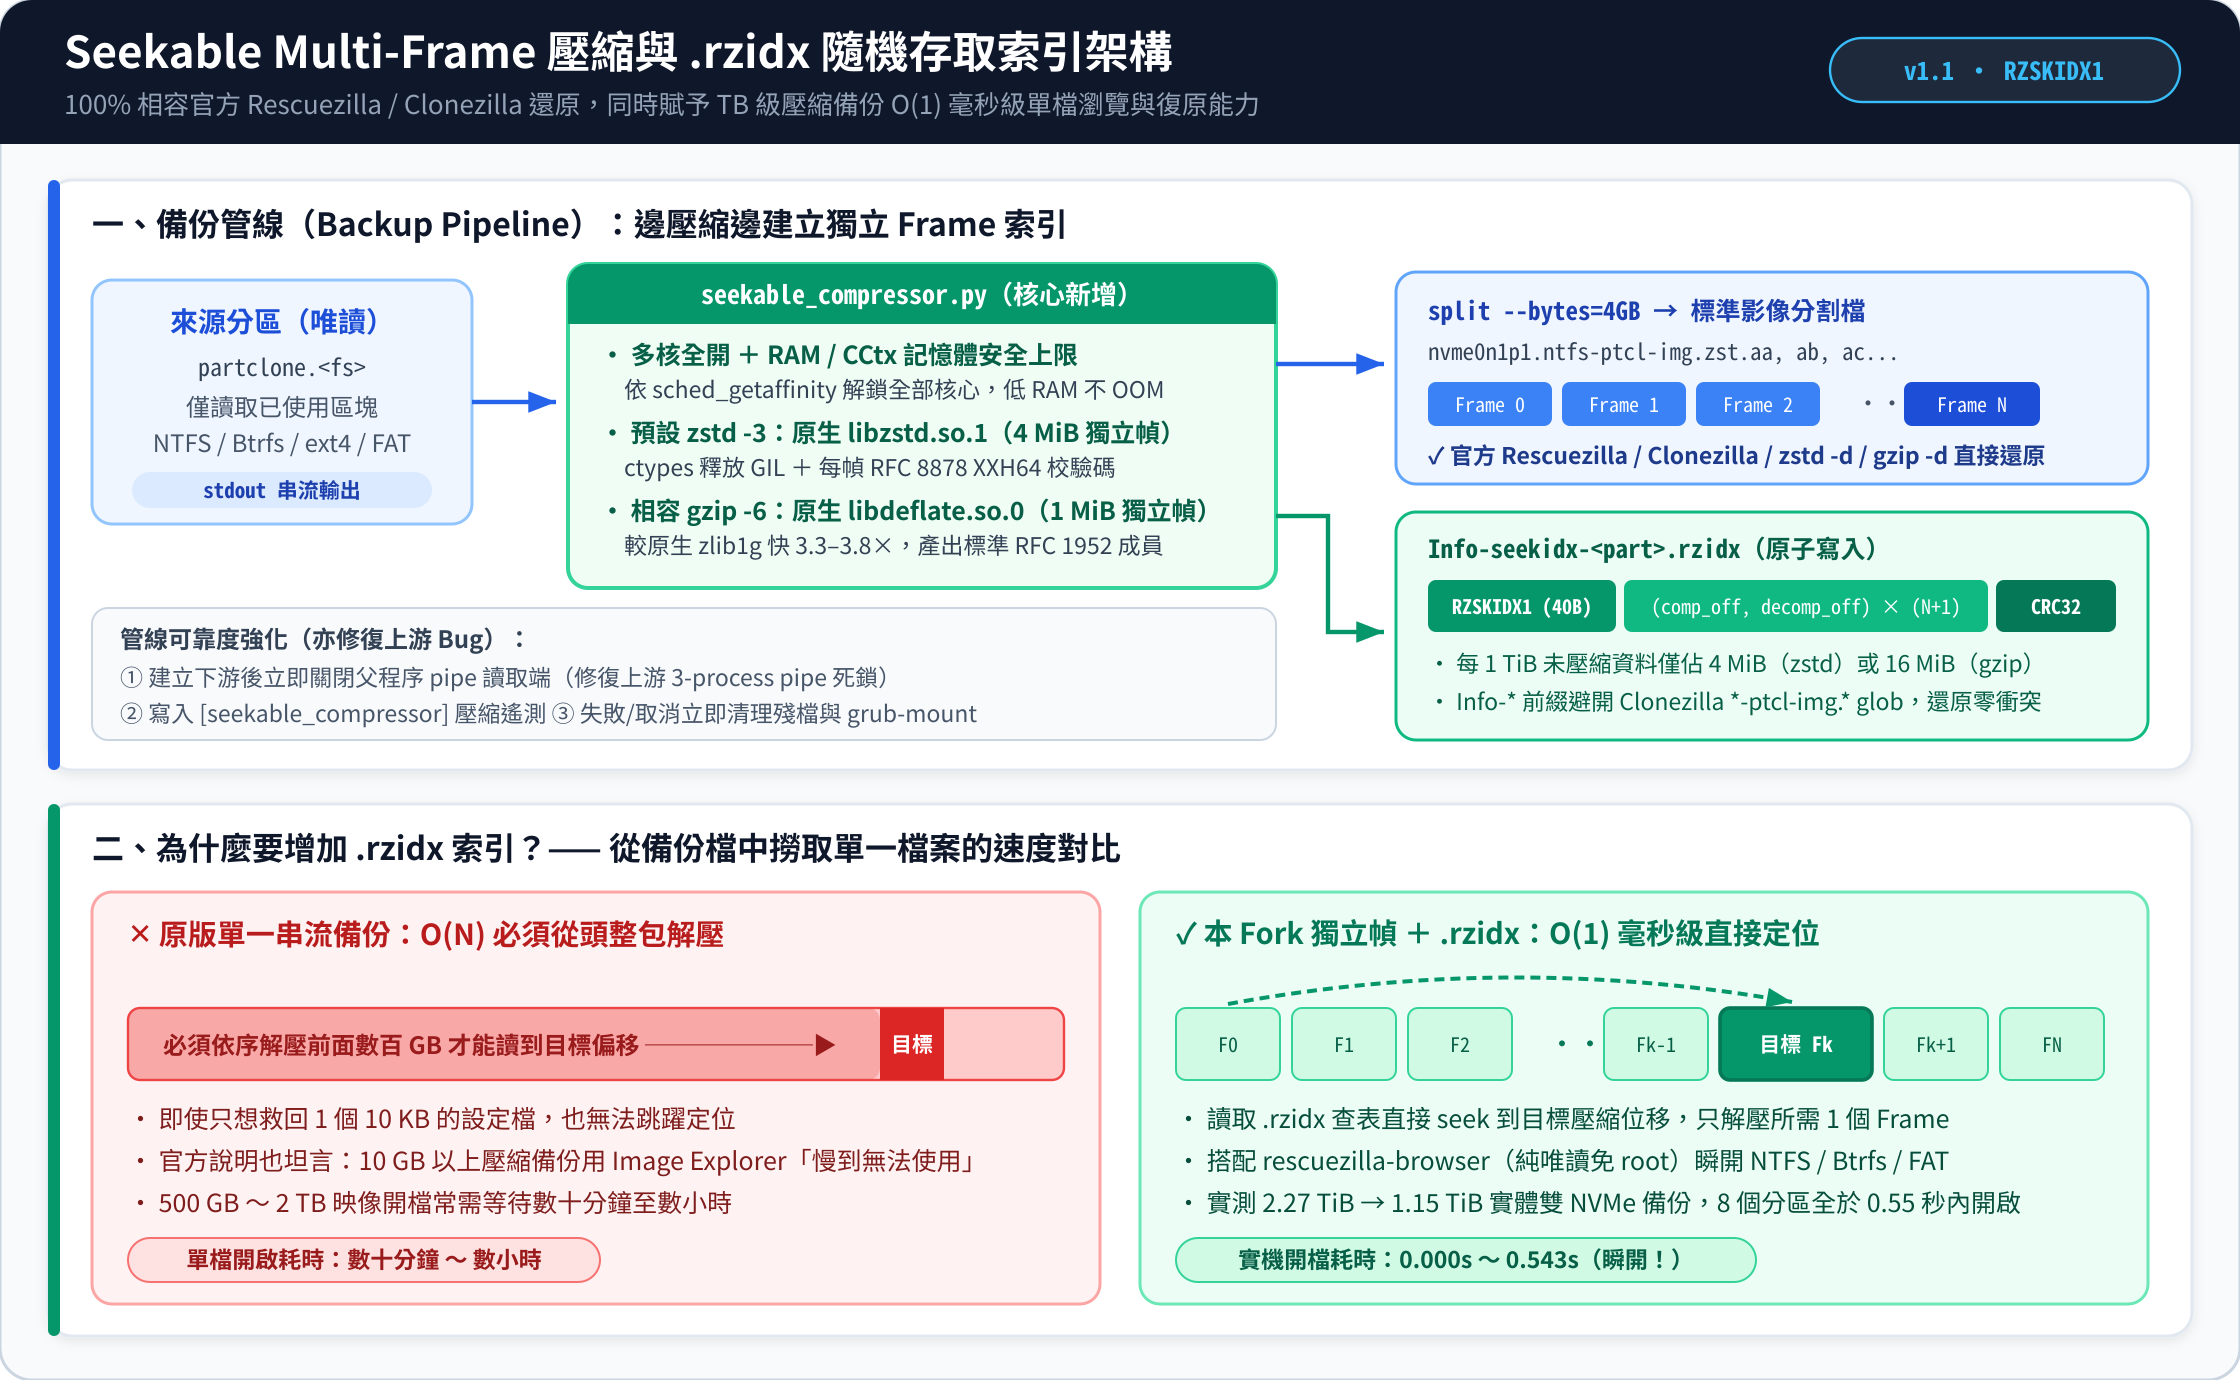 Seekable Multi-Frame 壓縮與 .rzidx 隨機存取索引架構
100% 相容官方 Rescuezilla / Clonezilla 還原，同時賦予 TB 級壓縮備份 O(1) 毫秒級單檔瀏覽與復原能力
v1.1 • RZSKIDX1
一、備份管線（Backup Pipeline）：邊壓縮邊建立獨立 Frame 索引
來源分區（唯讀）
partclone.<fs>
僅讀取已使用區塊
NTFS / Btrfs / ext4 / FAT
stdout 串流輸出
seekable_compressor.py（核心新增）
• 多核全開 ＋ RAM / CCtx 記憶體安全上限
依 sched_getaffinity 解鎖全部核心，低 RAM 不 OOM
• 預設 zstd -3：原生 libzstd.so.1（4 MiB 獨立幀）
ctypes 釋放 GIL ＋ 每幀 RFC 8878 XXH64 校驗碼
• 相容 gzip -6：原生 libdeflate.so.0（1 MiB 獨立幀）
較原生 zlib1g 快 3.3–3.8×，產出標準 RFC 1952 成員
split --bytes=4GB → 標準影像分割檔
nvme0n1p1.ntfs-ptcl-img.zst.aa, ab, ac...
Frame 0 Frame 1 Frame 2 •• Frame N
✓ 官方 Rescuezilla / Clonezilla / zstd -d / gzip -d 直接還原
Info-seekidx-<part>.rzidx（原子寫入）
RZSKIDX1 (40B) (comp_off, decomp_off) × (N+1) CRC32
• 每 1 TiB 未壓縮資料僅佔 4 MiB（zstd）或 16 MiB（gzip）
• Info-* 前綴避開 Clonezilla *-ptcl-img.* glob，還原零衝突
管線可靠度強化（亦修復上游 Bug）：
① 建立下游後立即關閉父程序 pipe 讀取端（修復上游 3-process pipe 死鎖）
② 寫入 [seekable_compressor] 壓縮遙測 ③ 失敗/取消立即清理殘檔與 grub-mount
二、為什麼要增加 .rzidx 索引？—— 從備份檔中撈取單一檔案的速度對比
✕ 原版單一串流備份：O(N) 必須從頭整包解壓
必須依序解壓前面數百 GB 才能讀到目標偏移 目標
• 即使只想救回 1 個 10 KB 的設定檔，也無法跳躍定位
• 官方說明也坦言：10 GB 以上壓縮備份用 Image Explorer「慢到無法使用」
• 500 GB ～ 2 TB 映像開檔常需等待數十分鐘至數小時
單檔開啟耗時：數十分鐘 ～ 數小時
✓ 本 Fork 獨立幀 ＋ .rzidx：O(1) 毫秒級直接定位
F0 F1 F2 •• Fk-1 目標 Fk Fk+1 FN
• 讀取 .rzidx 查表直接 seek 到目標壓縮位移，只解壓所需 1 個 Frame
• 搭配 rescuezilla-browser（純唯讀免 root）瞬開 NTFS / Btrfs / FAT
• 實測 2.27 TiB → 1.15 TiB 實體雙 NVMe 備份，8 個分區全於 0.55 秒內開啟
實機開檔耗時：0.000s ～ 0.543s（瞬開！）